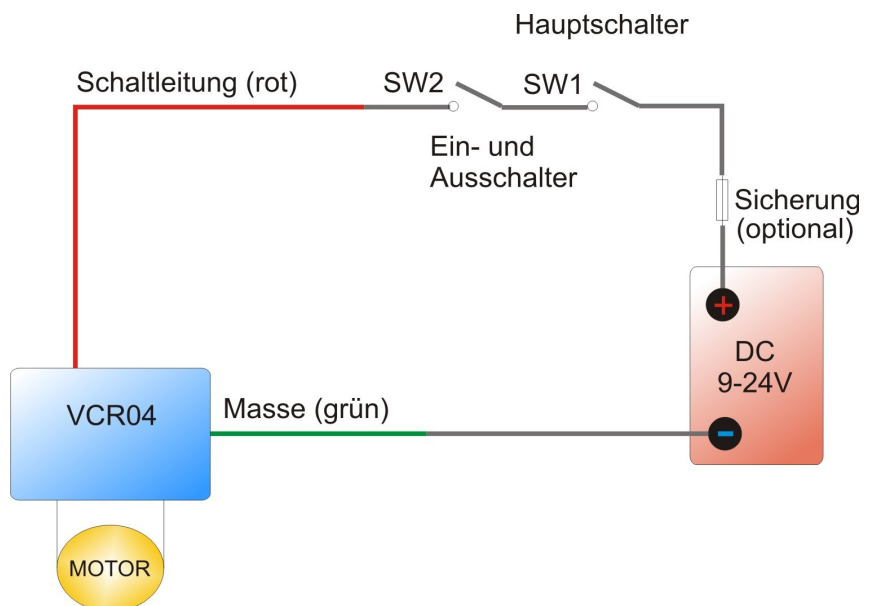 Hauptschalter
Schaltleitung (rot)
SW2
SW1
Ein- und
Ausschalter
Sicherung
(optional)
+
DC
9-24V
VCR04
Masse (grün)
-
MOTOR